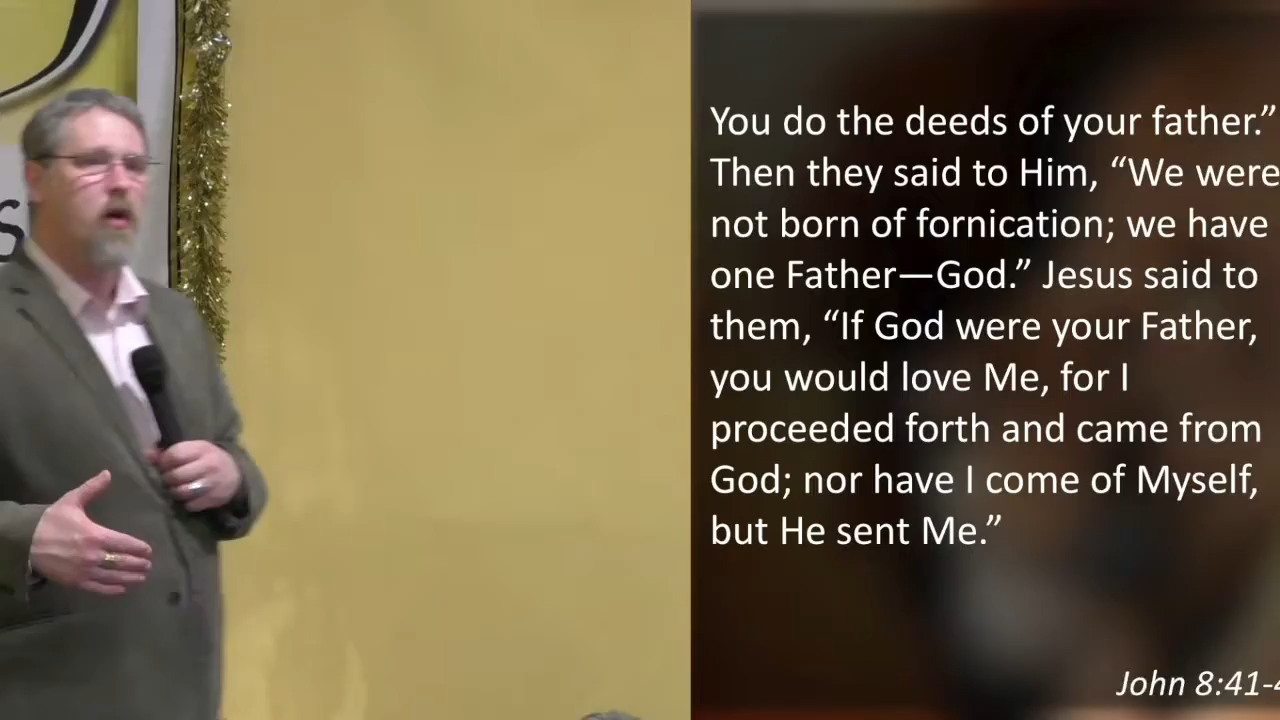 You do the deeds of your father.”
Then they said to Him, “We were
not born of fornication; we have
one Father—God.” Jesus said to
them, “If God were your Father,
you would love Me, for I
proceeded forth and came from
God; nor have I come of Myself,
but He sent Me.”
John 8:41-